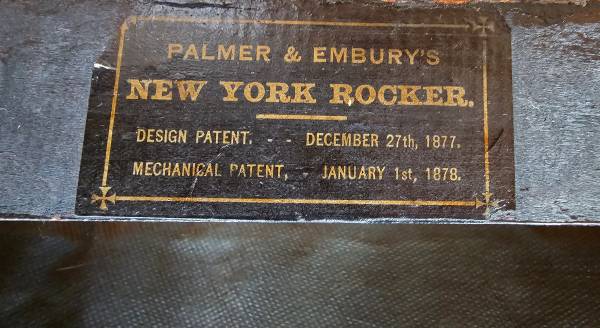 PALMER & EMBURY'S
NEW YORK ROCKER.
DESIGN PATENT. - - DECEMBER 27th, 1877.
MECHANICAL PATENT, - JANUARY 1st, 1878.